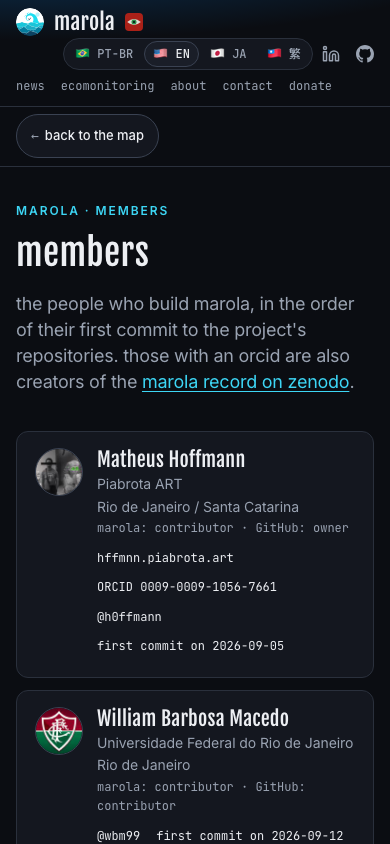 marola
PT-BR EN JA 繁
news ecomonitoring about contact donate
← back to the map
MAROLA · MEMBERS
members
the people who build marola, in the order
of their first commit to the project's
repositories. those with an orcid are also
creators of the marola record on zenodo.
Matheus Hoffmann
Piabrota ART
Rio de Janeiro / Santa Catarina
marola: contributor · GitHub: owner
hffmnn.piabrota.art
ORCID 0009-0009-1056-7661
@h0ffmann
first commit on 2026-09-05
William Barbosa Macedo
Universidade Federal do Rio de Janeiro
Rio de Janeiro
marola: contributor · GitHub:
contributor
@wbm99 first commit on 2026-09-12